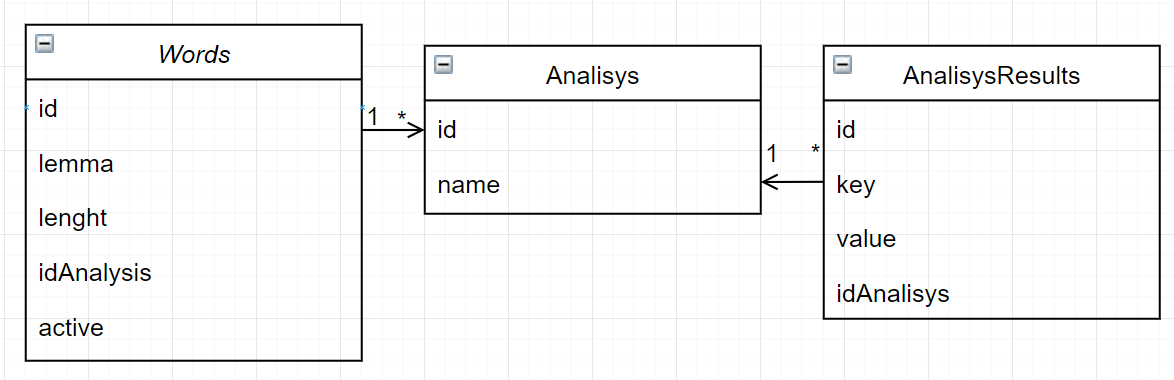 Words
id
lemma
lenght
idAnalysis
active
1 *
Analisys
id
name
1 *
AnalisysResults
id
key
value
idAnalisys